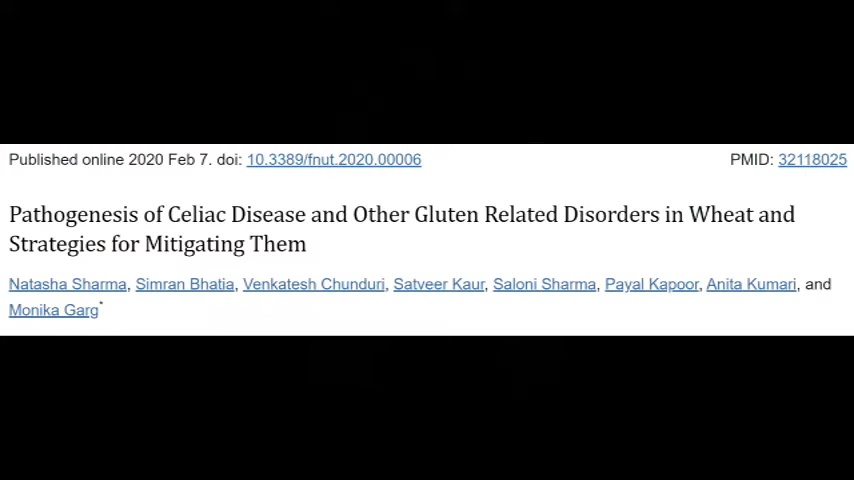 Published online 2020 Feb 7. doi: 10.3389/fnut.2020.00006 PMID: 32118025
Pathogenesis of Celiac Disease and Other Gluten Related Disorders in Wheat and
Strategies for Mitigating Them
Natasha Sharma, Simran Bhatia, Venkatesh Chunduri, Satveer Kaur, Saloni Sharma, Payal Kapoor, Anita Kumari, and
Monika Garg*